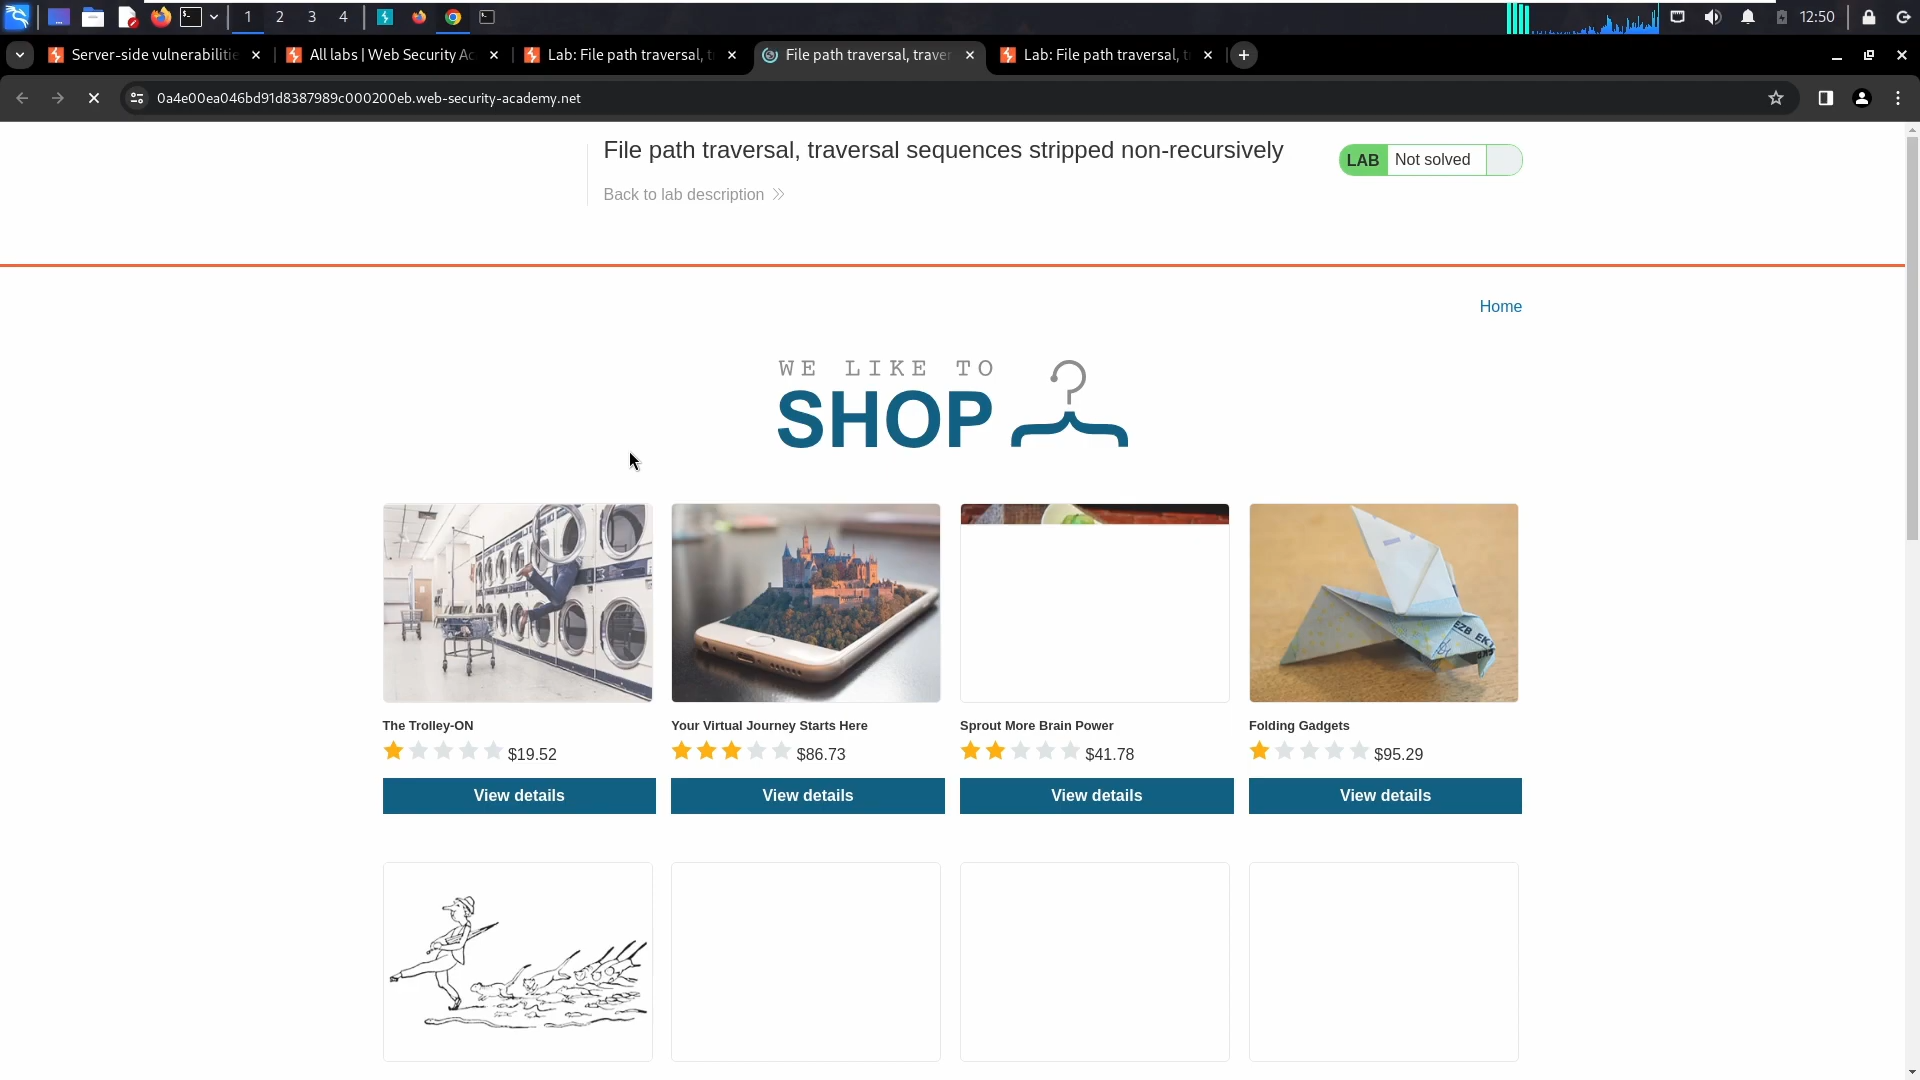 1 2 3 4 12:50
Server-side vulnerabilitie All labs | Web Security Ac Lab: File path traversal, t File path traversal, traver Lab: File path traversal, t
0a4e00ea046bd91d8387989c000200eb.web-security-academy.net
File path traversal, traversal sequences stripped non-recursively
LAB Not solved
Back to lab description
Home
WE LIKE TO
SHOP
EZB EK
The Trolley-ON Your Virtual Journey Starts Here Sprout More Brain Power Folding Gadgets
$19.52 $86.73 $41.78 $95.29
View details View details View details View details